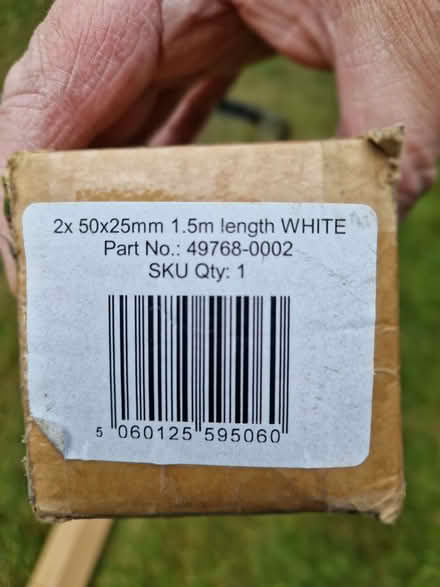 2x 50x25mm 1.5m length WHITE
Part No.: 49768-0002
SKU Qty: 1
5 060125 595060